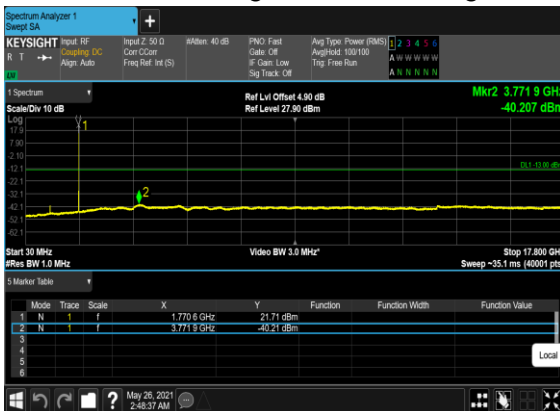 Spectrum Analyzer 1
Swept SA
KEYSIGHT Input: RF Input Z: 50 Ω #Atten: 40 dB PNO: Fast Avg Type: Power (RMS) 1 2 3 4 5 6
R T Coupling: DC Corr CCorr Gate: Off Avg|Hold: 100/100 A W W W W W
Align: Auto Freq Ref: Int (S) IF Gain: Low Trig: Free Run
Sig Track: Off A N N N N N
1 Spectrum Ref Lvl Offset 4.90 dB Mkr2 3.771 9 GHz
Scale/Div 10 dB Ref Level 27.90 dBm -40.207 dBm
Log
17.9
1
7.90
-2.10
-12.1
DL1 -13.00 dBm
-22.1
-32.1
2
-42.1
-52.1
-62.1
Start 30 MHz Video BW 3.0 MHz* Stop 17.800 GH
#Res BW 1.0 MHz Sweep ~35.1 ms (40001 pts
5 Marker Table
Mode Trace Scale X Y Function Function Width Function Value
1 N 1 f 1.770 6 GHz 21.71 dBm
2 N 1 f 3.771 9 GHz -40.21 dBm
3
4
5
6
Local
? May 26, 2021
2:48:37 AM